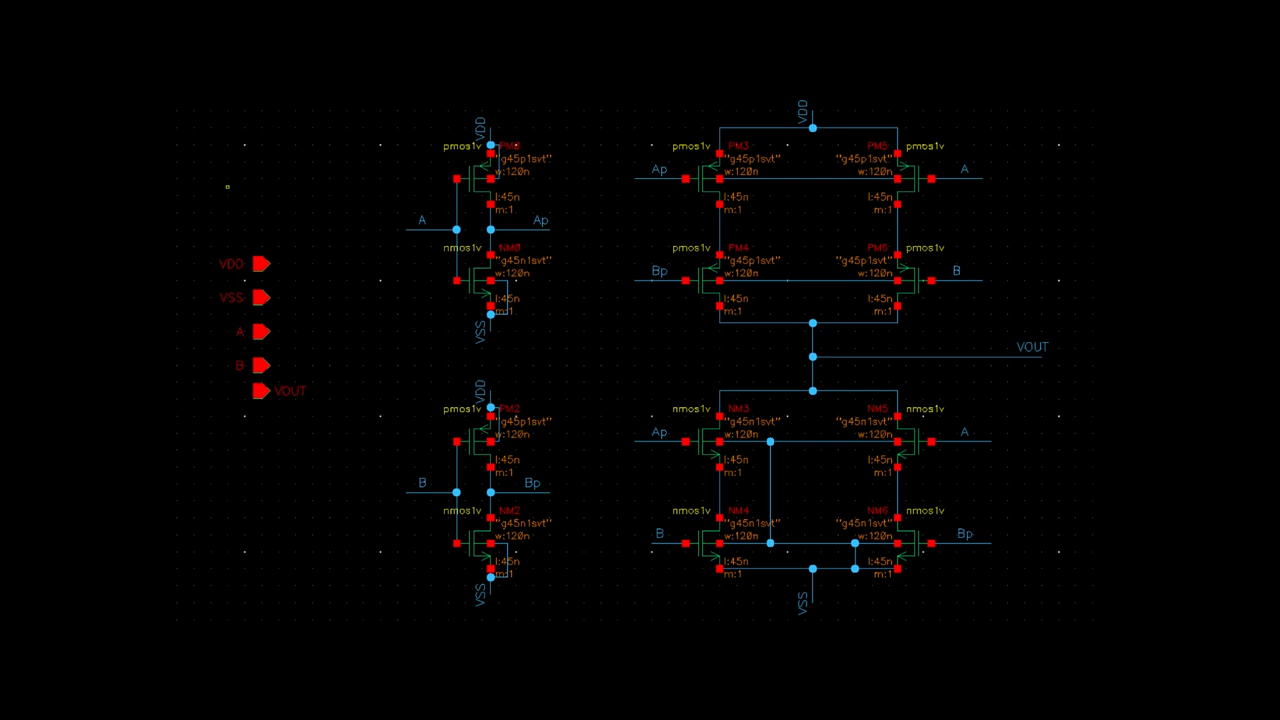 VDD
VSS
A
B
VOUT
VDD
pmos1v PM0
"g45p1svt"
w:120n
l:45n
m:1
A Ap
nmos1v NM0
"g45n1svt"
w:120n
l:45n
m:1
VSS
VDD
pmos1v PM2
"g45p1svt"
w:120n
l:45n
m:1
B Bp
nmos1v NM2
"g45n1svt"
w:120n
l:45n
m:1
VSS
VDD
pmos1v PM3 PM5 pmos1v
"g45p1svt" "g45p1svt"
Ap w:120n w:120n A
l:45n l:45n
m:1 m:1
pmos1v PM4 PM6 pmos1v
"g45p1svt" "g45p1svt"
Bp w:120n w:120n B
l:45n l:45n
m:1 m:1
VOUT
nmos1v NM3 NM5 nmos1v
"g45n1svt" "g45n1svt"
Ap w:120n w:120n A
l:45n l:45n
m:1 m:1
nmos1v NM4 NM6 nmos1v
"g45n1svt" "g45n1svt"
B w:120n w:120n Bp
l:45n l:45n
m:1 m:1
VSS